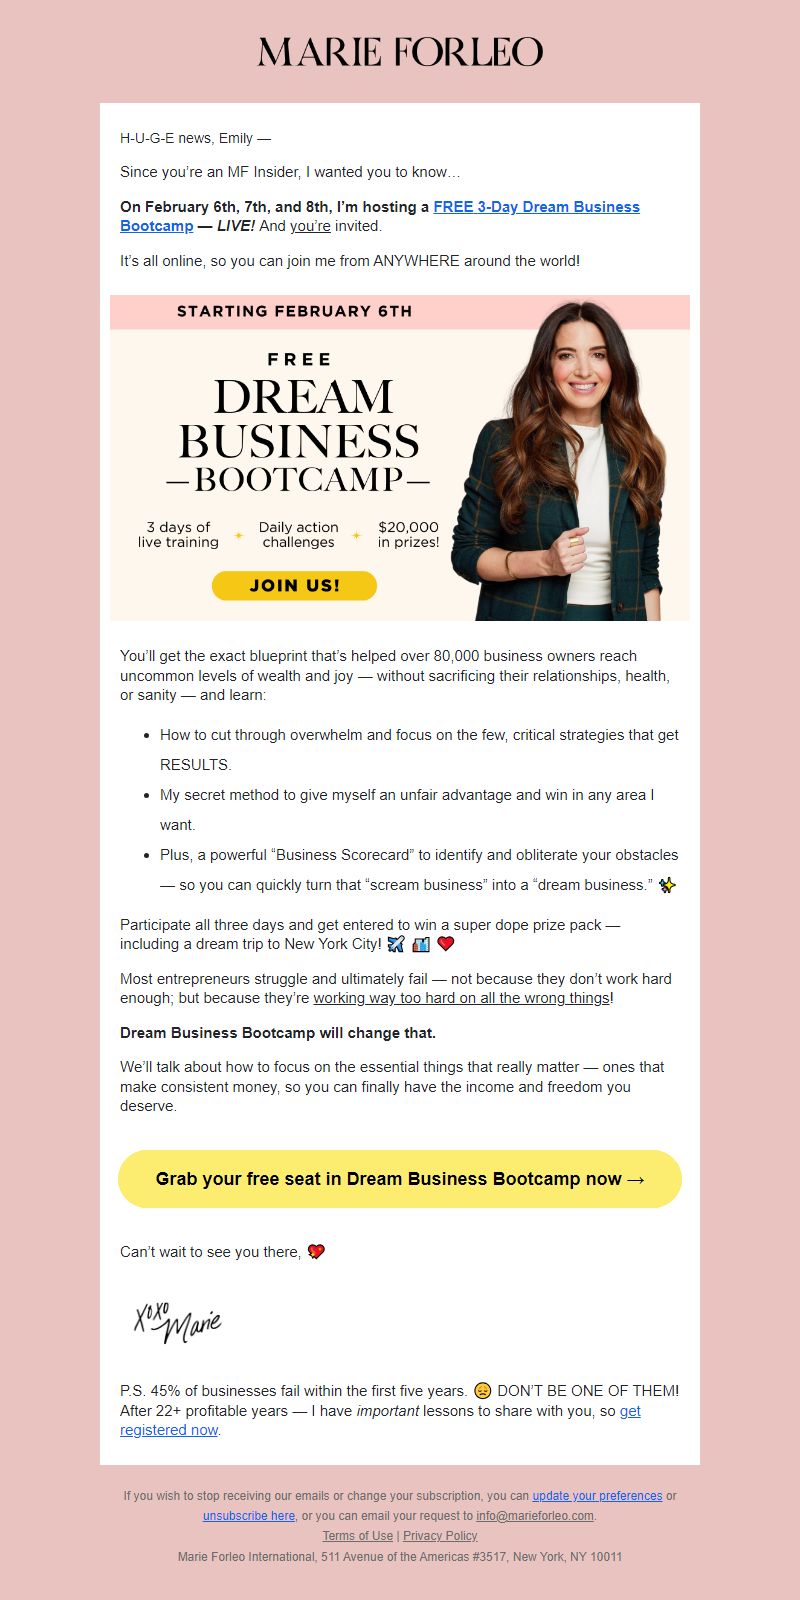 MARIE FORLEO
H-U-G-E news, Emily —
Since you’re an MF Insider, I wanted you to know…
On February 6th, 7th, and 8th, I’m hosting a FREE 3-Day Dream Business
Bootcamp — LIVE! And you’re invited.
It’s all online, so you can join me from ANYWHERE around the world!
STARTING FEBRUARY 6TH
FREE
DREAM
BUSINESS
—BOOTCAMP—
3 days of
live training
Daily action
challenges
$20,000
in prizes!
JOIN US!
You’ll get the exact blueprint that’s helped over 80,000 business owners reach
uncommon levels of wealth and joy — without sacrificing their relationships, health,
or sanity — and learn:
• How to cut through overwhelm and focus on the few, critical strategies that get
RESULTS.
• My secret method to give myself an unfair advantage and win in any area I
want.
• Plus, a powerful “Business Scorecard” to identify and obliterate your obstacles
— so you can quickly turn that “scream business” into a “dream business.” ✨
Participate all three days and get entered to win a super dope prize pack —
including a dream trip to New York City! ✈️ 🏙️ ❤️
Most entrepreneurs struggle and ultimately fail — not because they don’t work hard
enough; but because they’re working way too hard on all the wrong things!
Dream Business Bootcamp will change that.
We’ll talk about how to focus on the essential things that really matter — ones that
make consistent money, so you can finally have the income and freedom you
deserve.
Grab your free seat in Dream Business Bootcamp now →
Can’t wait to see you there, 💖
XOXO
Marie
P.S. 45% of businesses fail within the first five years. 😞 DON’T BE ONE OF THEM!
After 22+ profitable years — I have important lessons to share with you, so get
registered now.
If you wish to stop receiving our emails or change your subscription, you can update your preferences or
unsubscribe here, or you can email your request to info@marieforleo.com.
Terms of Use | Privacy Policy
Marie Forleo International, 511 Avenue of the Americas #3517, New York, NY 10011